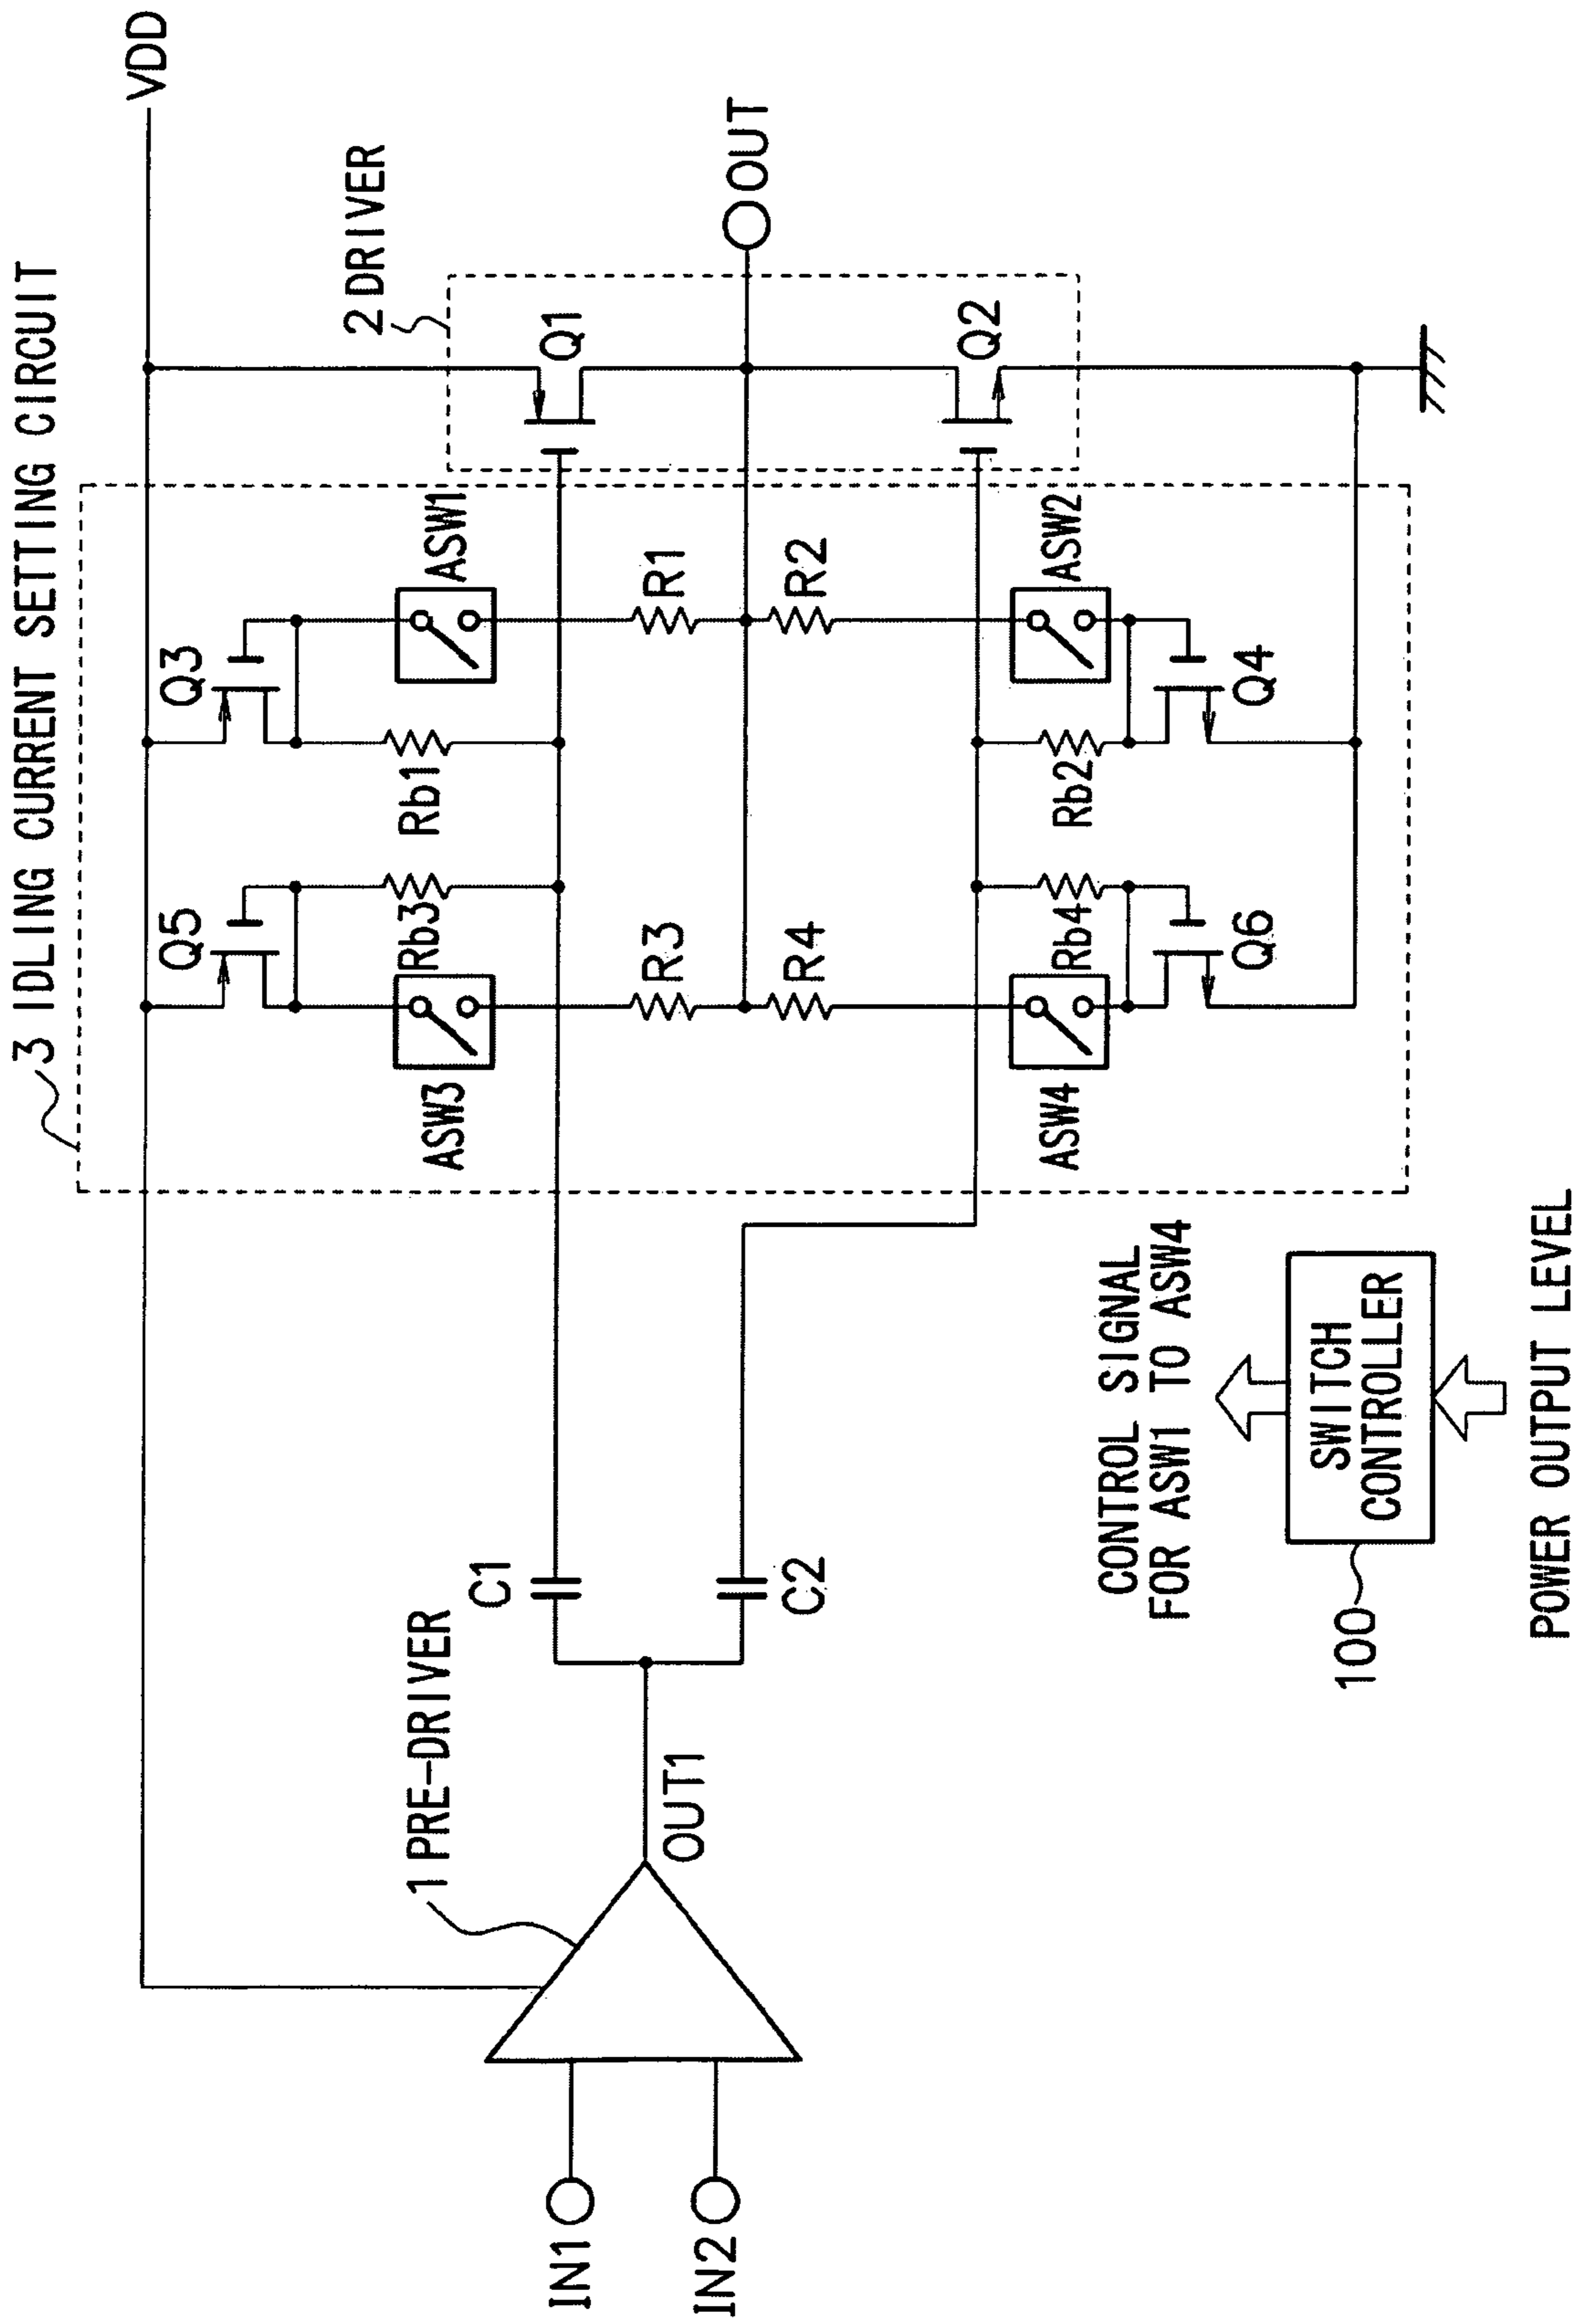 3 IDLING CURRENT SETTING CIRCUIT
VDD
2 DRIVER
Q5
Q3
Rb3
Rb1
ASW3
ASW1
Q1
R3
R1
OUT
R4
R2
Q2
ASW4
Rb4
Rb2
ASW2
Q6
Q4
1 PRE-DRIVER
C1
C2
OUT1
IN1
IN2
CONTROL SIGNAL
FOR ASW1 TO ASW4
100
SWITCH
CONTROLLER
POWER OUTPUT LEVEL